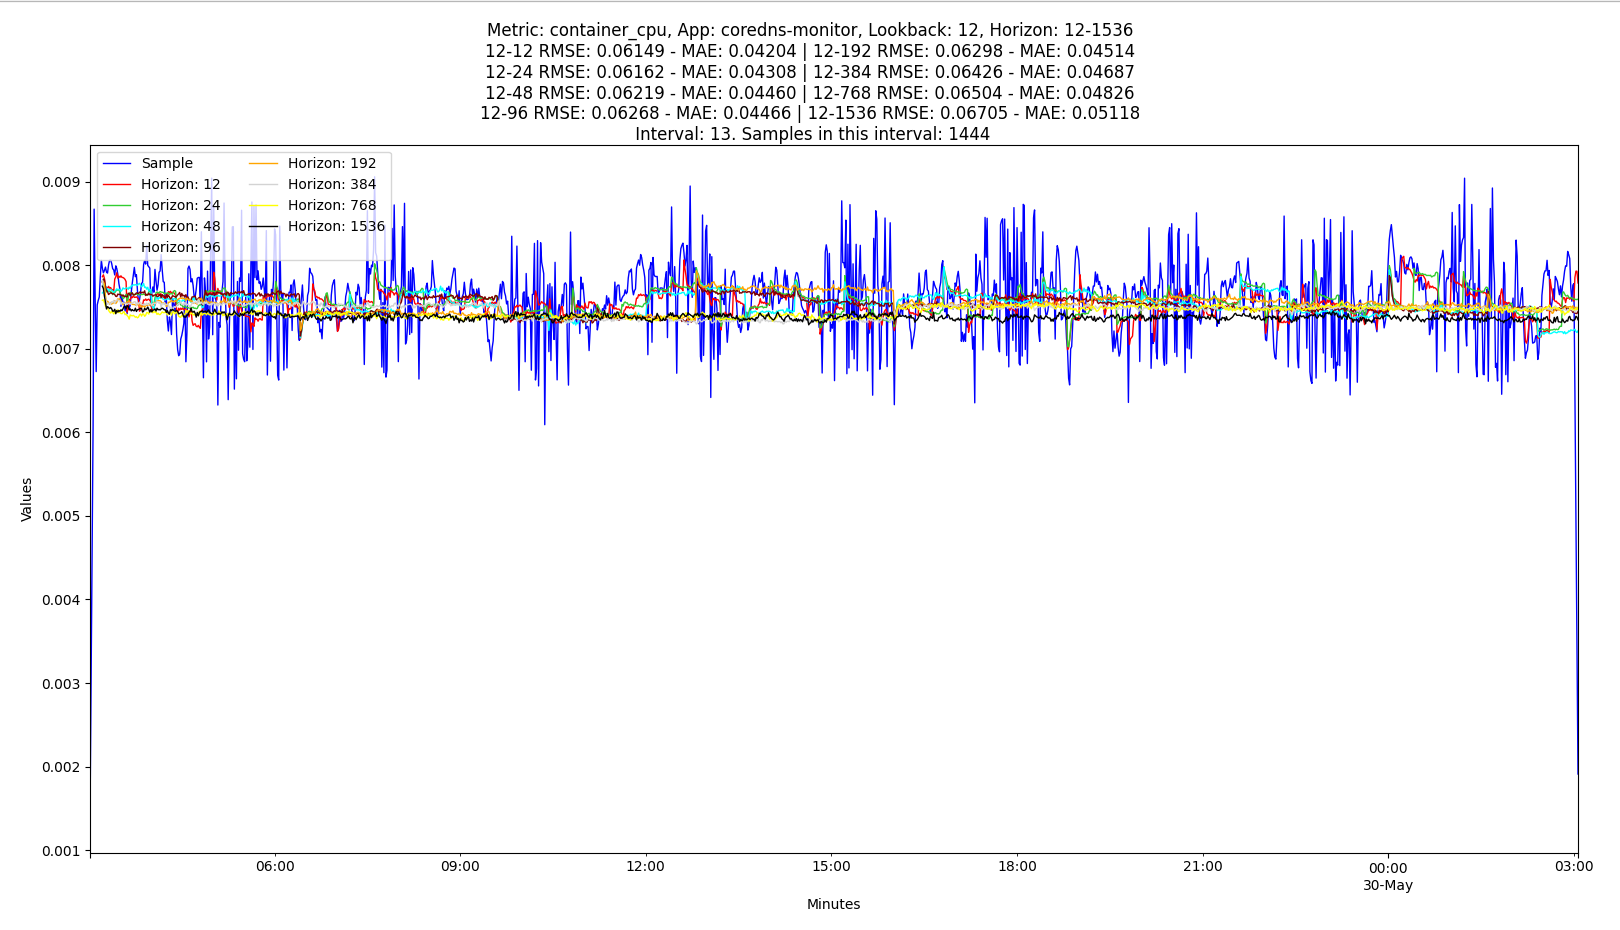 Metric: container_cpu, App: coredns-monitor, Lookback: 12, Horizon: 12-1536
12-12 RMSE: 0.06149 - MAE: 0.04204 | 12-192 RMSE: 0.06298 - MAE: 0.04514
12-24 RMSE: 0.06162 - MAE: 0.04308 | 12-384 RMSE: 0.06426 - MAE: 0.04687
12-48 RMSE: 0.06219 - MAE: 0.04460 | 12-768 RMSE: 0.06504 - MAE: 0.04826
12-96 RMSE: 0.06268 - MAE: 0.04466 | 12-1536 RMSE: 0.06705 - MAE: 0.05118
Interval: 13. Samples in this interval: 1444
Sample
Horizon: 12
Horizon: 24
Horizon: 48
Horizon: 96
Horizon: 192
Horizon: 384
Horizon: 768
Horizon: 1536
0.009
0.008
0.007
0.006
0.005
0.004
0.003
0.002
0.001
Values
06:00
09:00
12:00
15:00
18:00
21:00
00:00
30-May
03:00
Minutes